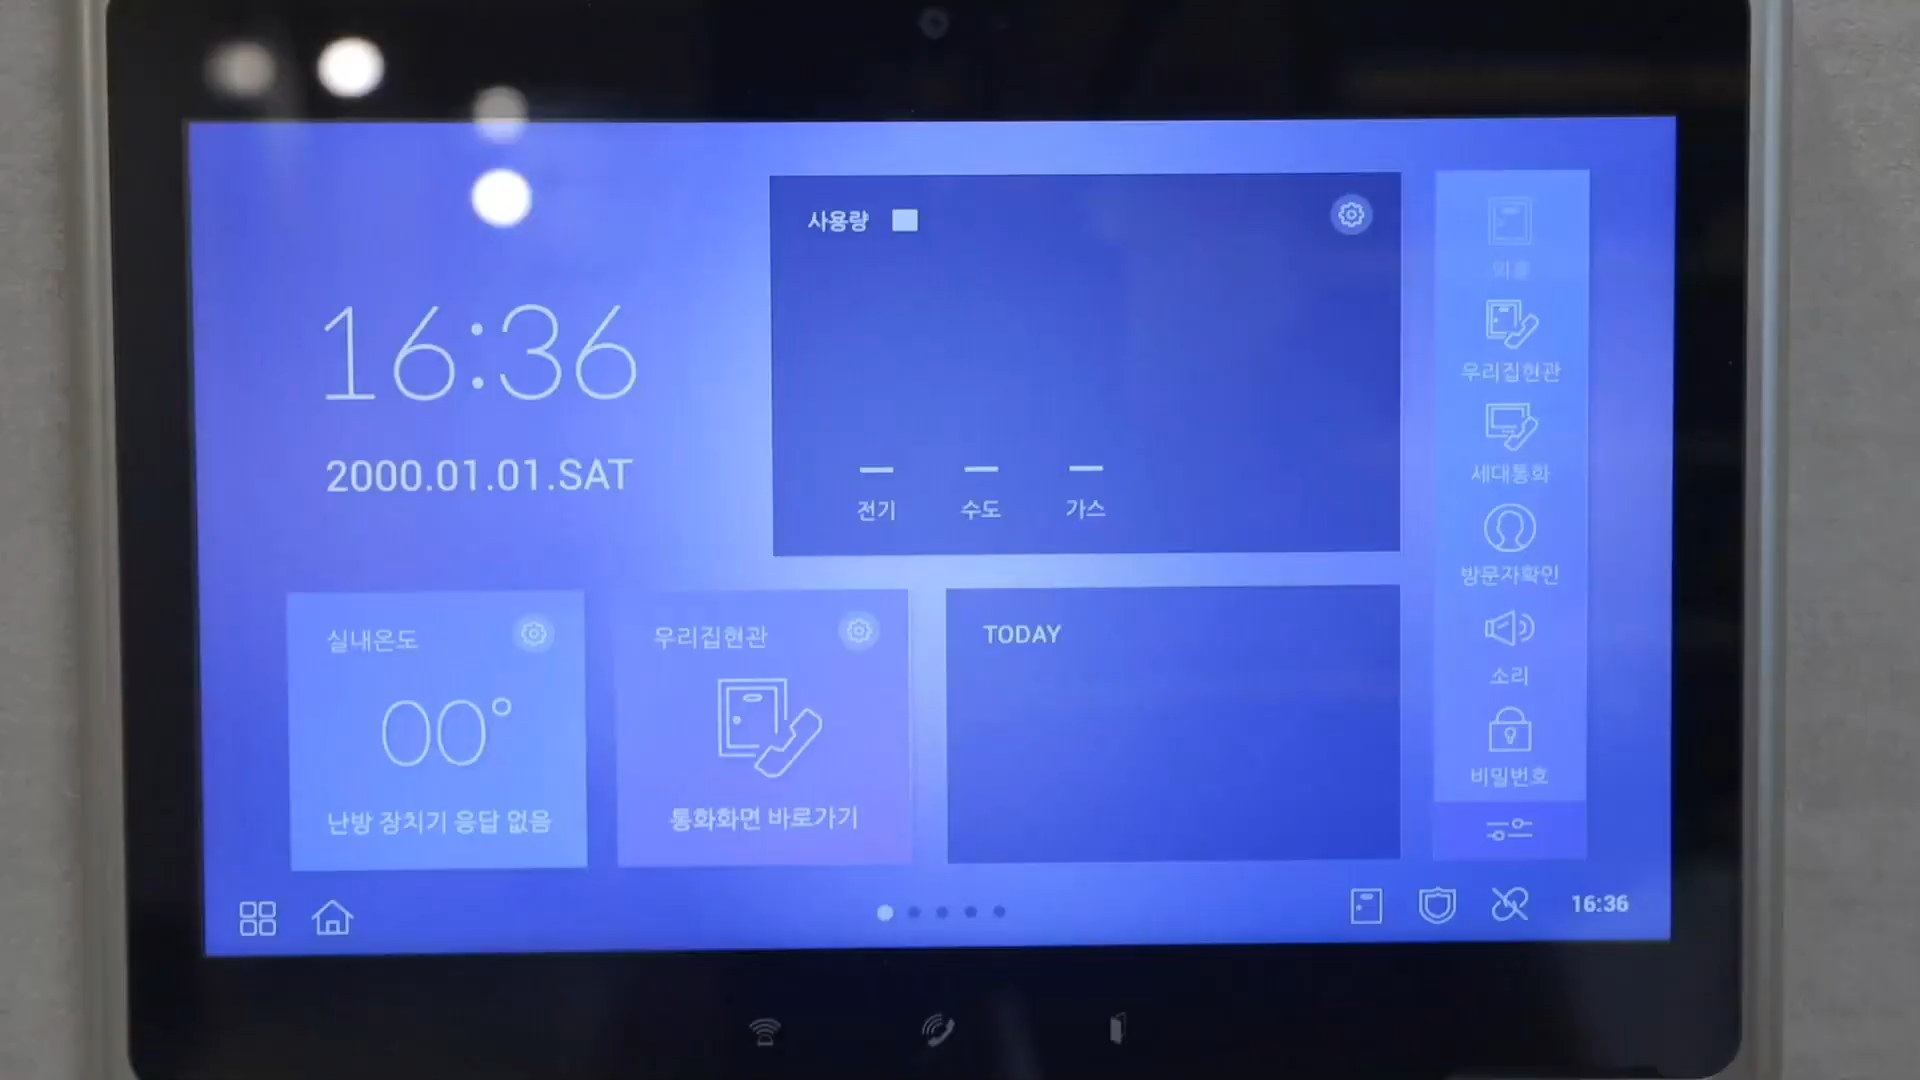 사용량
16:36
2000.01.01.SAT
전기
수도
가스
실내온도
00°
난방 장치기 응답 없음
우리집현관
통화화면 바로가기
TODAY
우리집현관
세대통화
방문자확인
소리
비밀번호
16:36